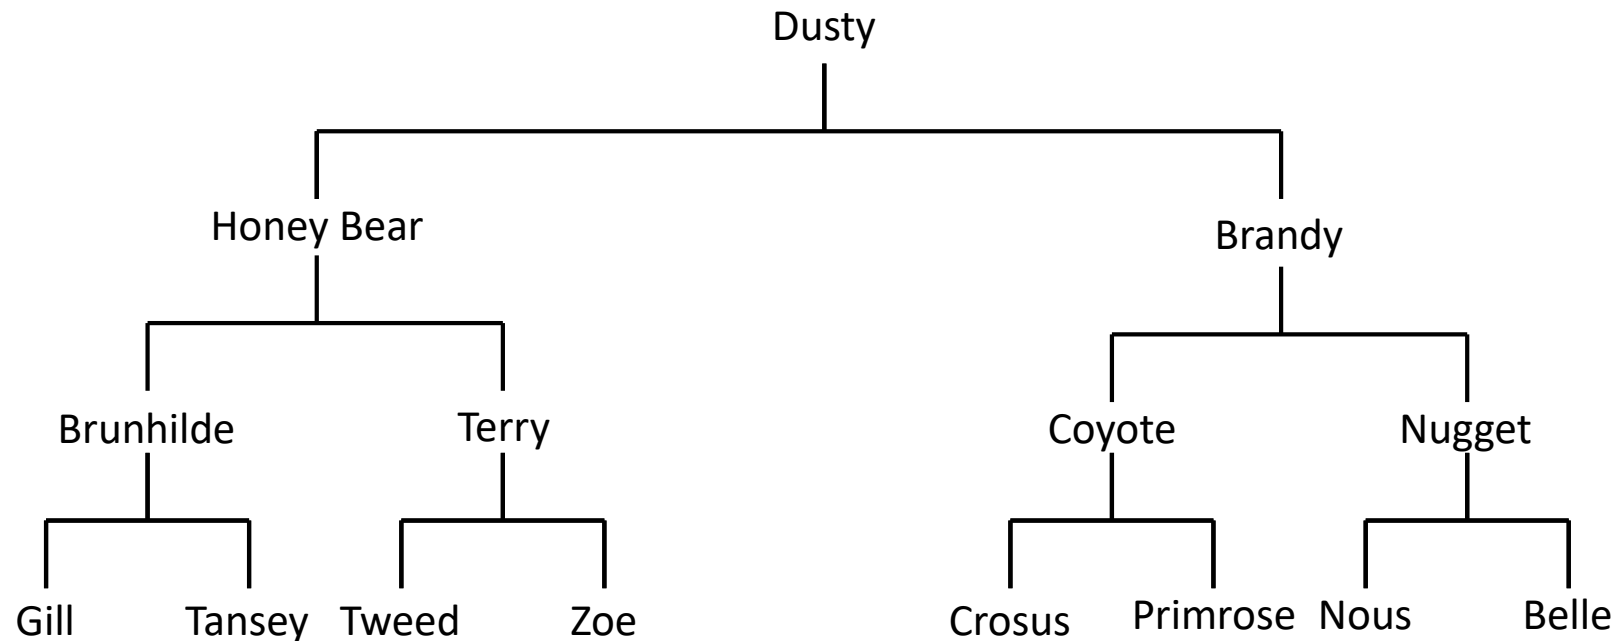 Dusty
Honey Bear
Brandy
Brunhilde
Terry
Coyote
Nugget
Gill
Tansey
Tweed
Zoe
Crosus
Primrose
Nous
Belle